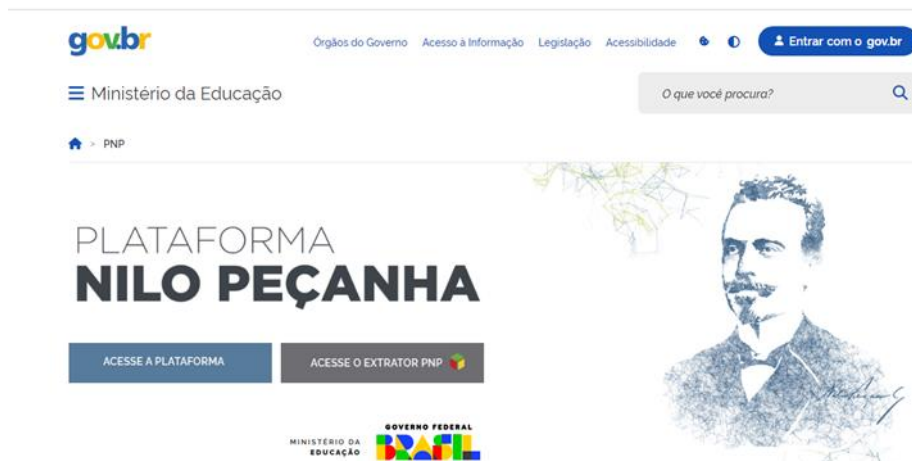 gov.br
Órgãos do Governo Acesso à Informação Legislação Acessibilidade Entrar com o gov.br
Ministério da Educação
O que você procura?
> PNP
PLATAFORMA
NILO PEÇANHA
ACESSE A PLATAFORMA
ACESSE O EXTRATOR PNP
GOVERNO FEDERAL
MINISTÉRIO DA
EDUCAÇÃO
BRASIL